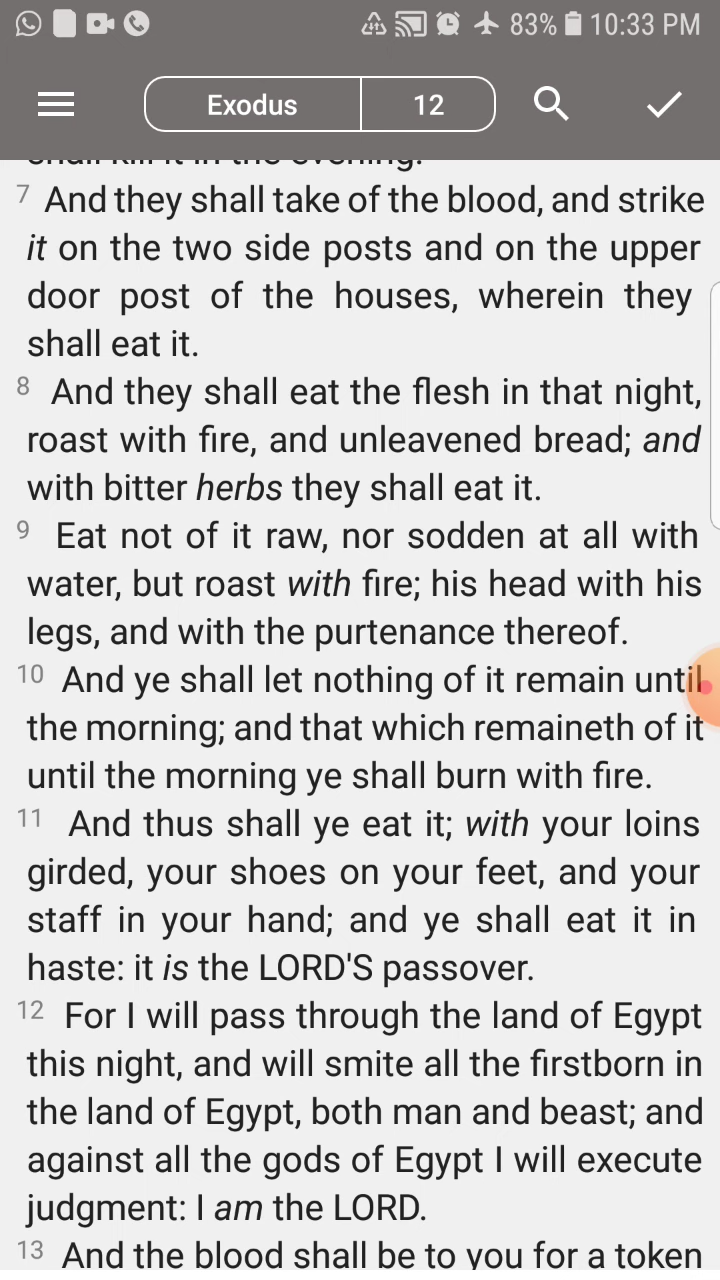 83% 10:33 PM
Exodus 12
shall kill it in the evening.
7 And they shall take of the blood, and strike
it on the two side posts and on the upper
door post of the houses, wherein they
shall eat it.
8 And they shall eat the flesh in that night,
roast with fire, and unleavened bread; and
with bitter herbs they shall eat it.
9 Eat not of it raw, nor sodden at all with
water, but roast with fire; his head with his
legs, and with the purtenance thereof.
10 And ye shall let nothing of it remain until
the morning; and that which remaineth of it
until the morning ye shall burn with fire.
11 And thus shall ye eat it; with your loins
girded, your shoes on your feet, and your
staff in your hand; and ye shall eat it in
haste: it is the LORD'S passover.
12 For I will pass through the land of Egypt
this night, and will smite all the firstborn in
the land of Egypt, both man and beast; and
against all the gods of Egypt I will execute
judgment: I am the LORD.
13 And the blood shall be to you for a token